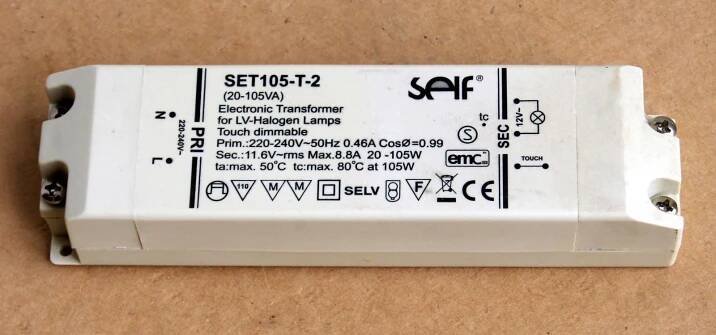 SET105-T-2
(20-105VA)
Electronic Transformer
for LV-Halogen Lamps
Touch dimmable
Prim.:220-240V~50Hz 0.46A CosØ=0.99
Sec.:11.6V~rms Max.8.8A 20 -105W
ta:max. 50°C tc:max. 80°C at 105W
110 M M SELV F CE
SELF®
tc
S
emc
N
220-240V~
L
PRI
SEC
12V~
TOUCH